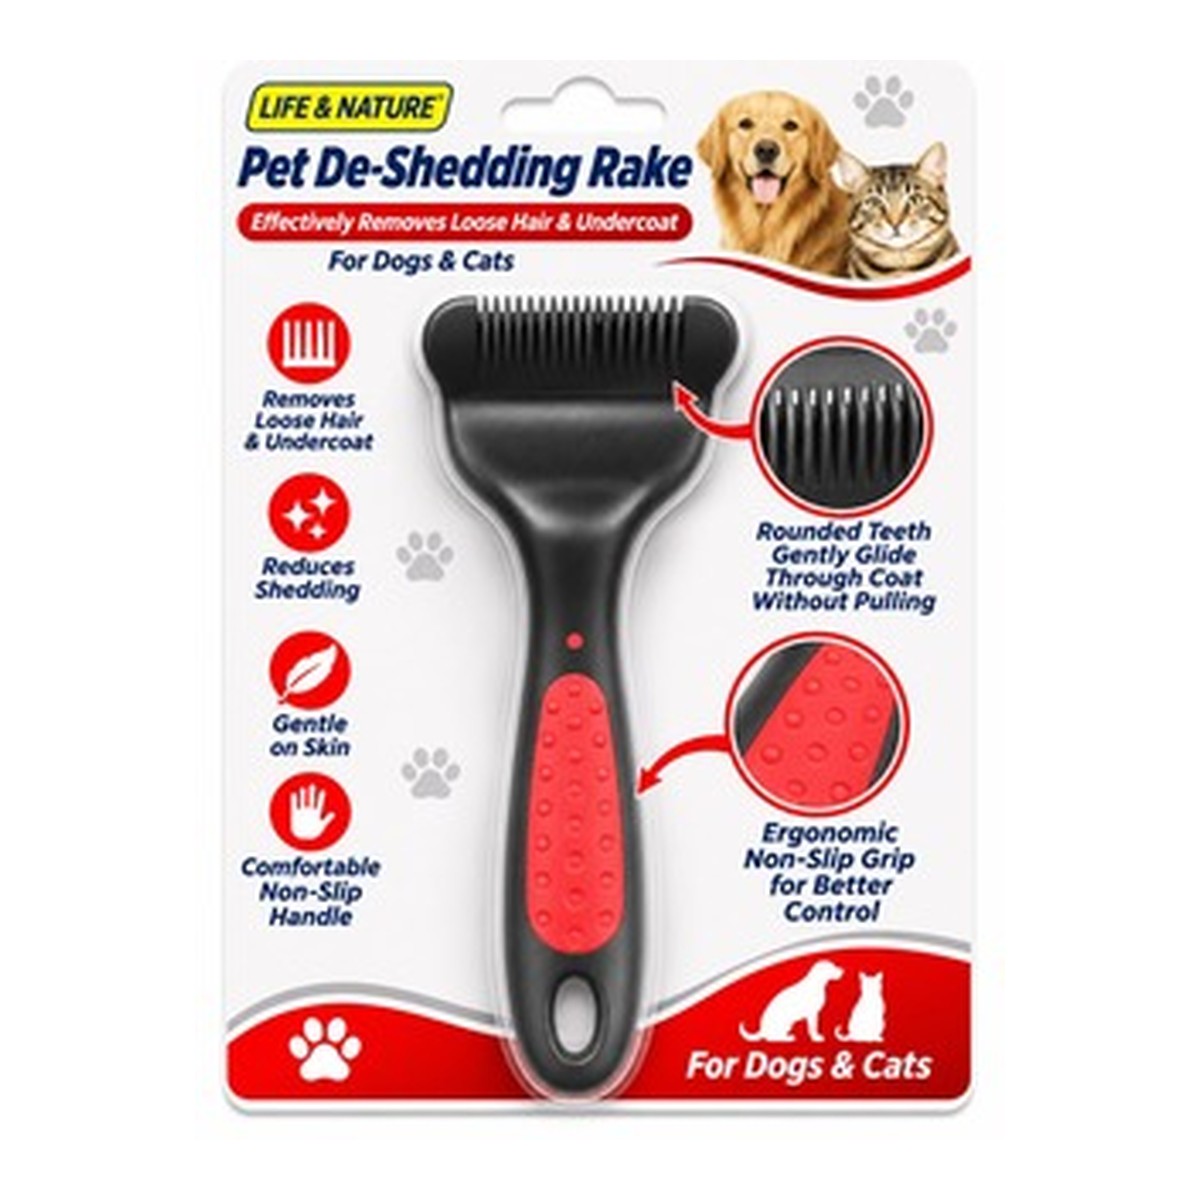 LIFE & NATURE
Pet De-Shedding Rake
Effectively Removes Loose Hair & Undercoat
For Dogs & Cats
Removes
Loose Hair
& Undercoat
Reduces
Shedding
Gentle
on Skin
Comfortable
Non-Slip
Handle
Rounded Teeth
Gently Glide
Through Coat
Without Pulling
Ergonomic
Non-Slip Grip
for Better
Control
For Dogs & Cats